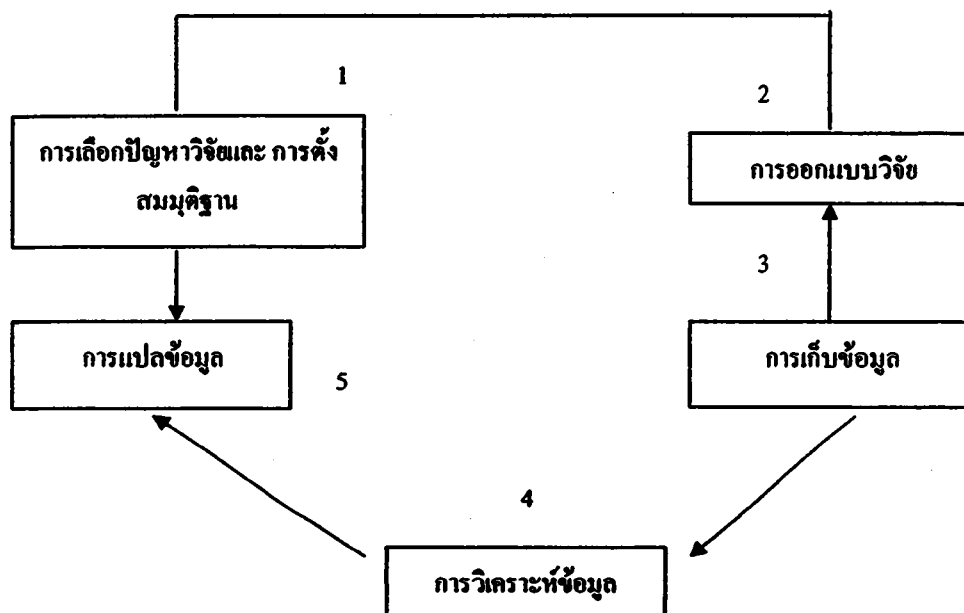 1
2
การเลือกปัญหาวิจัยและ การตั้ง
สมมุติฐาน
การออกแบบวิจัย
3
การแปลข้อมูล
การเก็บข้อมูล
5
4
การวิเคราะห์ข้อมูล